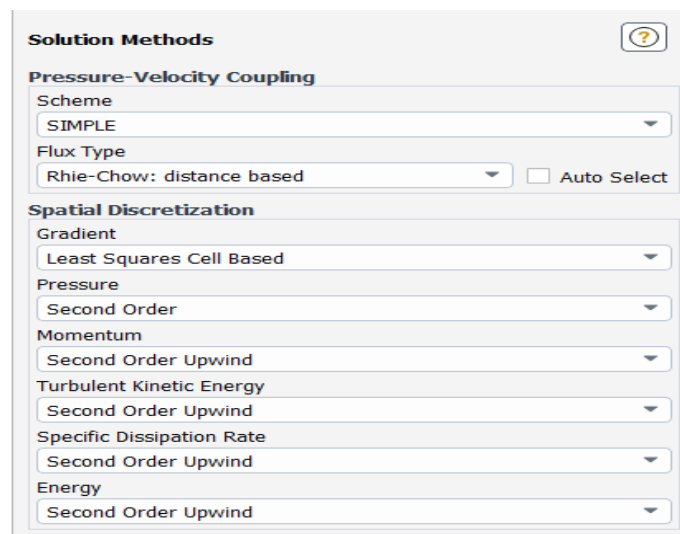 Solution Methods
?
Pressure-Velocity Coupling
Scheme
SIMPLE
Flux Type
Rhie-Chow: distance based Auto Select
Spatial Discretization
Gradient
Least Squares Cell Based
Pressure
Second Order
Momentum
Second Order Upwind
Turbulent Kinetic Energy
Second Order Upwind
Specific Dissipation Rate
Second Order Upwind
Energy
Second Order Upwind